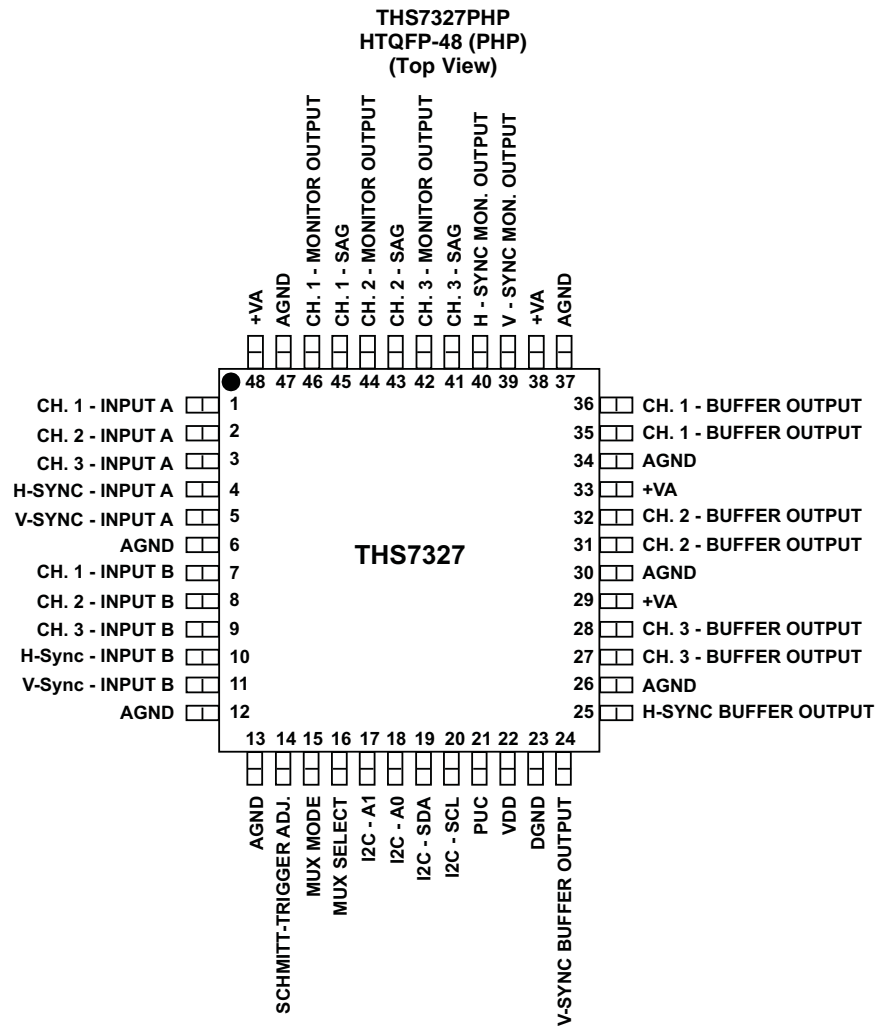 THS7327PHP
HTQFP-48 (PHP)
(Top View)
+VA
AGND
CH. 1 - MONITOR OUTPUT
CH. 1 - SAG
CH. 2 - MONITOR OUTPUT
CH. 2 - SAG
CH. 3 - MONITOR OUTPUT
CH. 3 - SAG
H - SYNC MON. OUTPUT
V - SYNC MON. OUTPUT
+VA
AGND
48 47 46 45 44 43 42 41 40 39 38 37
CH. 1 - INPUT A 1
CH. 2 - INPUT A 2
CH. 3 - INPUT A 3
H-SYNC - INPUT A 4
V-SYNC - INPUT A 5
AGND 6
CH. 1 - INPUT B 7
CH. 2 - INPUT B 8
CH. 3 - INPUT B 9
H-Sync - INPUT B 10
V-Sync - INPUT B 11
AGND 12
THS7327
36 CH. 1 - BUFFER OUTPUT
35 CH. 1 - BUFFER OUTPUT
34 AGND
33 +VA
32 CH. 2 - BUFFER OUTPUT
31 CH. 2 - BUFFER OUTPUT
30 AGND
29 +VA
28 CH. 3 - BUFFER OUTPUT
27 CH. 3 - BUFFER OUTPUT
26 AGND
25 H-SYNC BUFFER OUTPUT
13 14 15 16 17 18 19 20 21 22 23 24
AGND
SCHMITT-TRIGGER ADJ.
MUX MODE
MUX SELECT
I2C - A1
I2C - A0
I2C - SDA
I2C - SCL
PUC
VDD
DGND
V-SYNC BUFFER OUTPUT